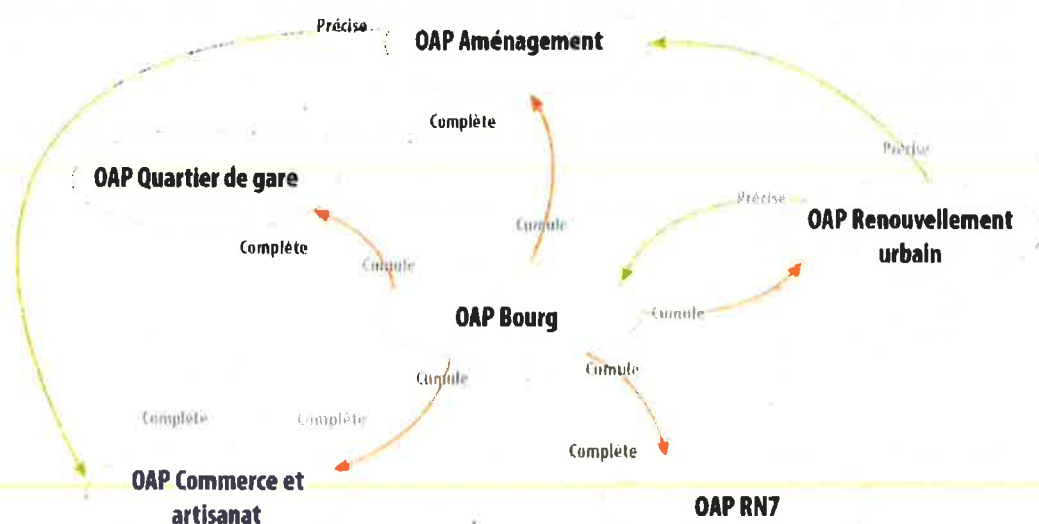 Précise
OAP Aménagement
Complète
Précise
OAP Quartier de gare
Précise
OAP Renouvellement
urbain
Cumule
Complète
Cumule
OAP Bourg
Cumule
Cumule
Cumule
Complète
Complète
Complète
OAP Commerce et
artisanat
OAP RN7